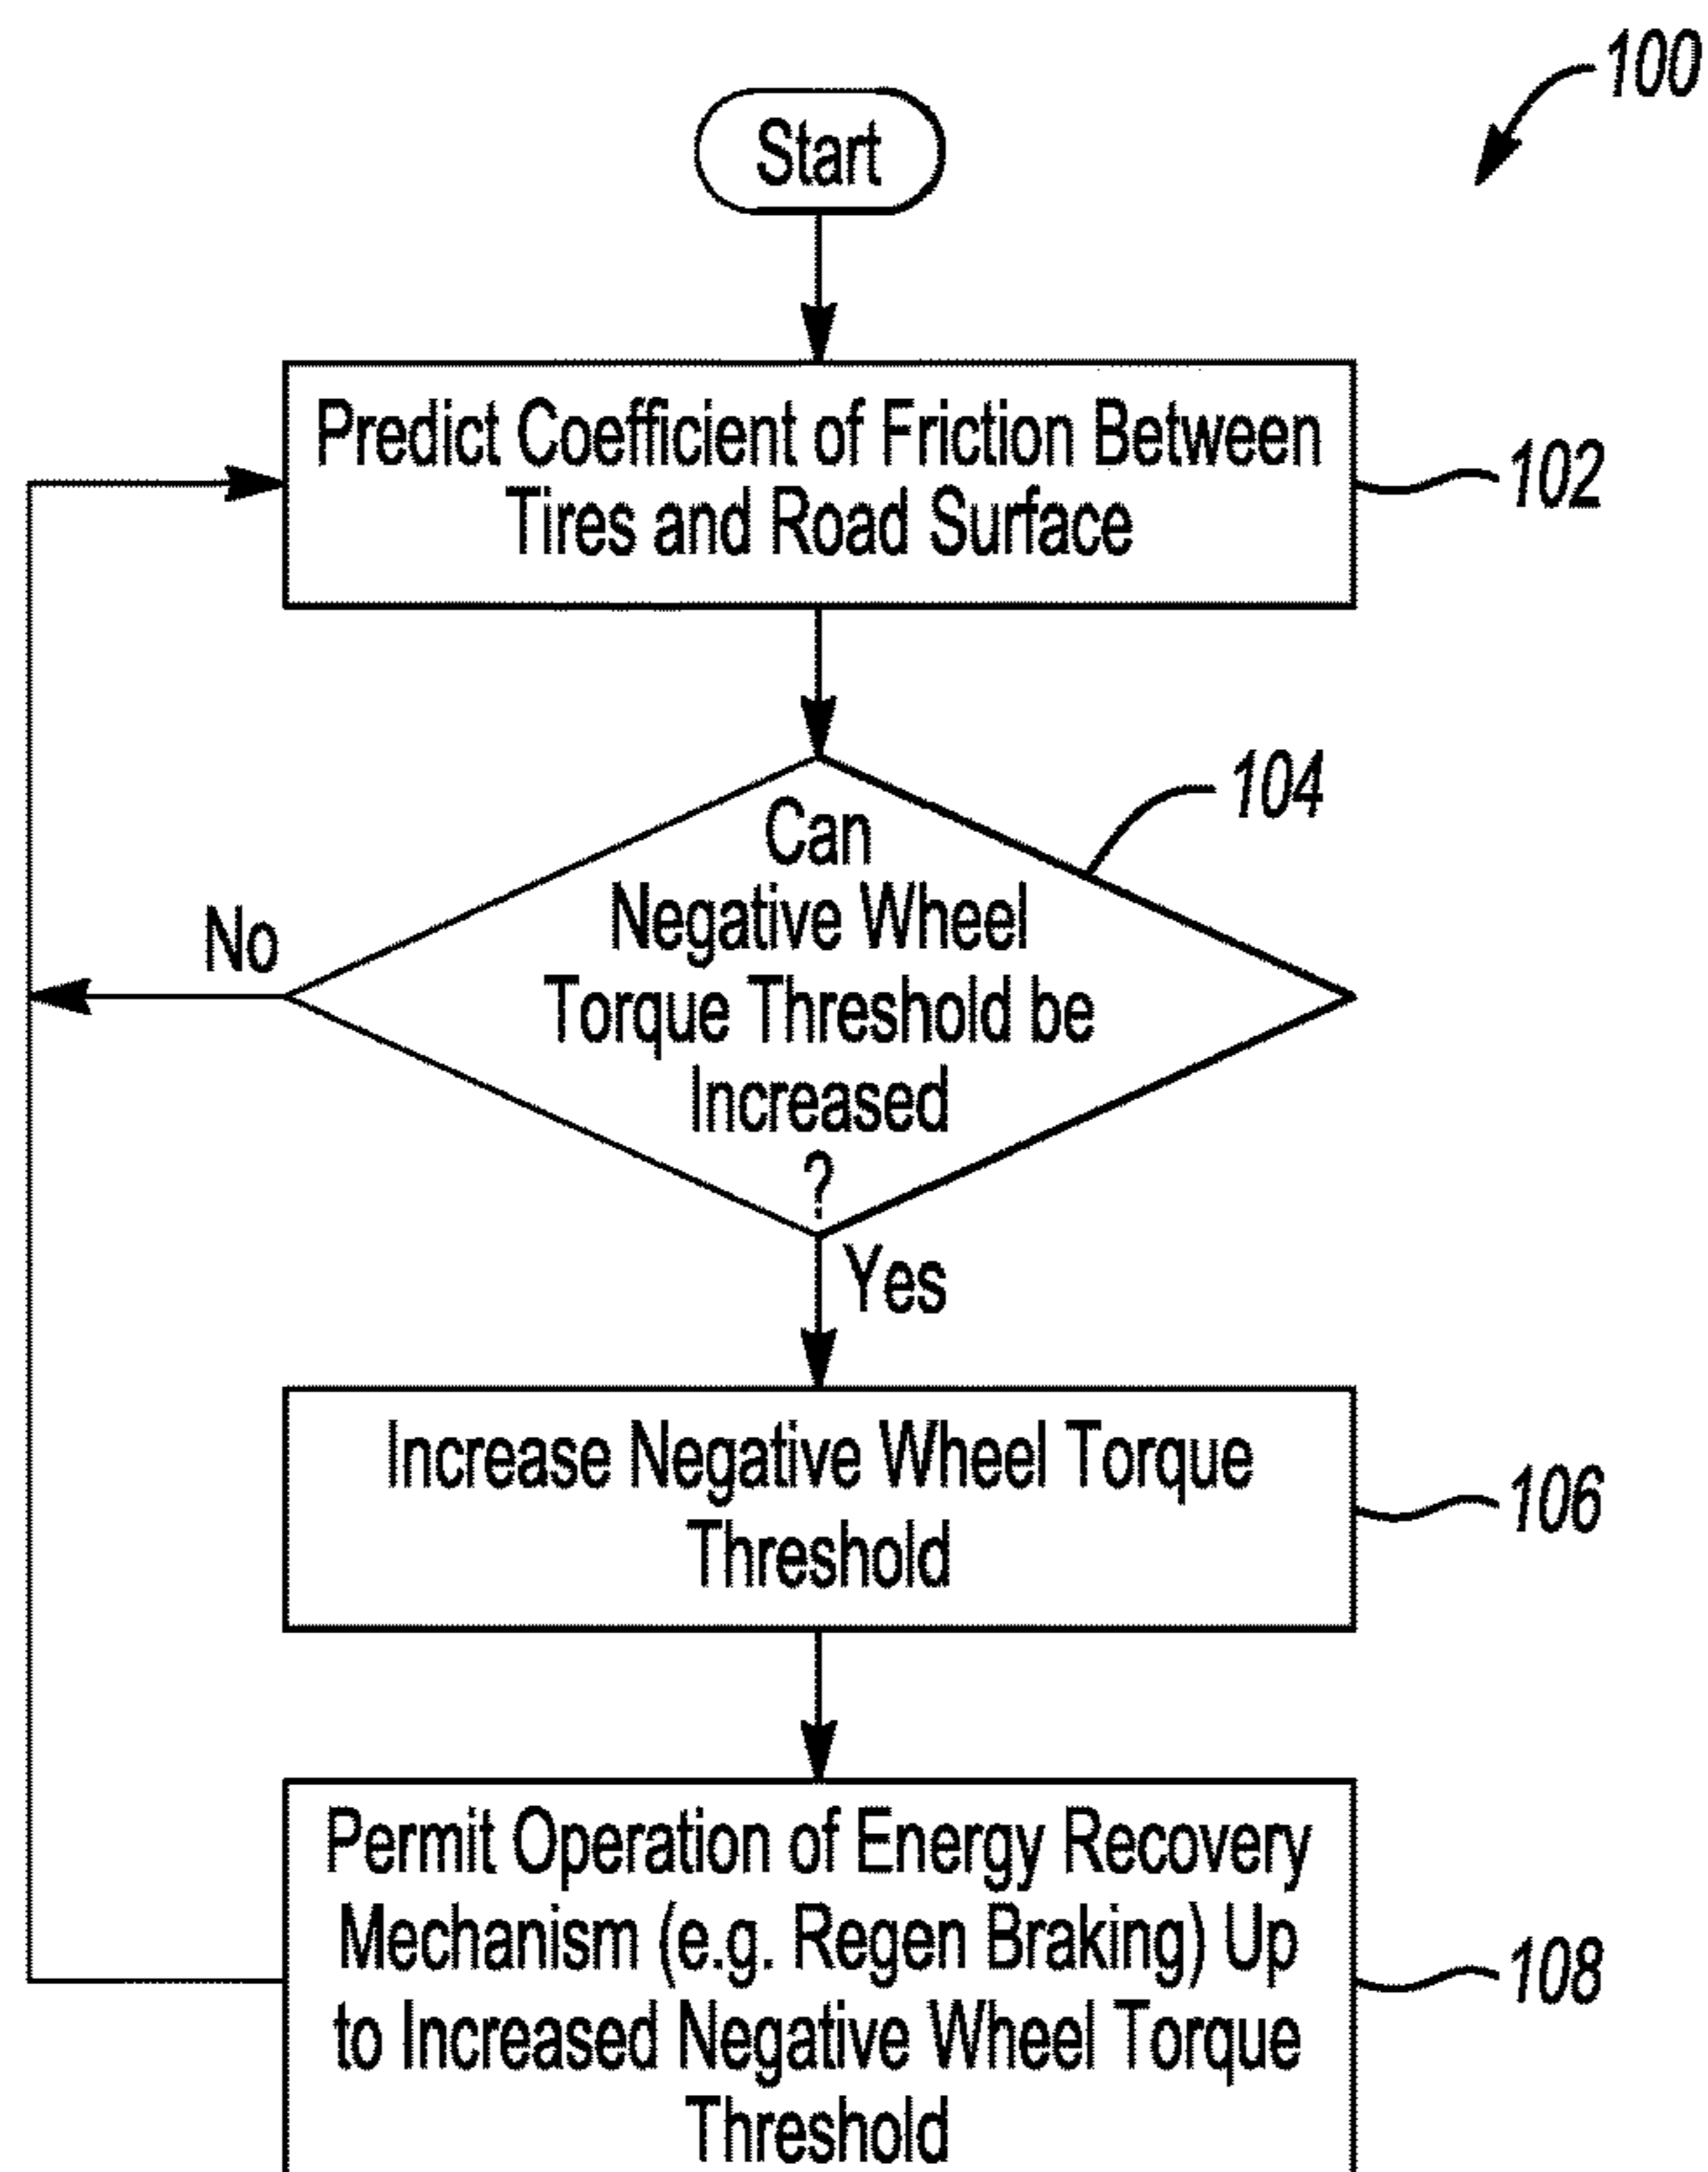 100
Start
Predict Coefficient of Friction Between
Tires and Road Surface
102
Can
Negative Wheel
Torque Threshold be
Increased
?
104
No
Yes
Increase Negative Wheel Torque
Threshold
106
Permit Operation of Energy Recovery
Mechanism (e.g. Regen Braking) Up
to Increased Negative Wheel Torque
Threshold
108